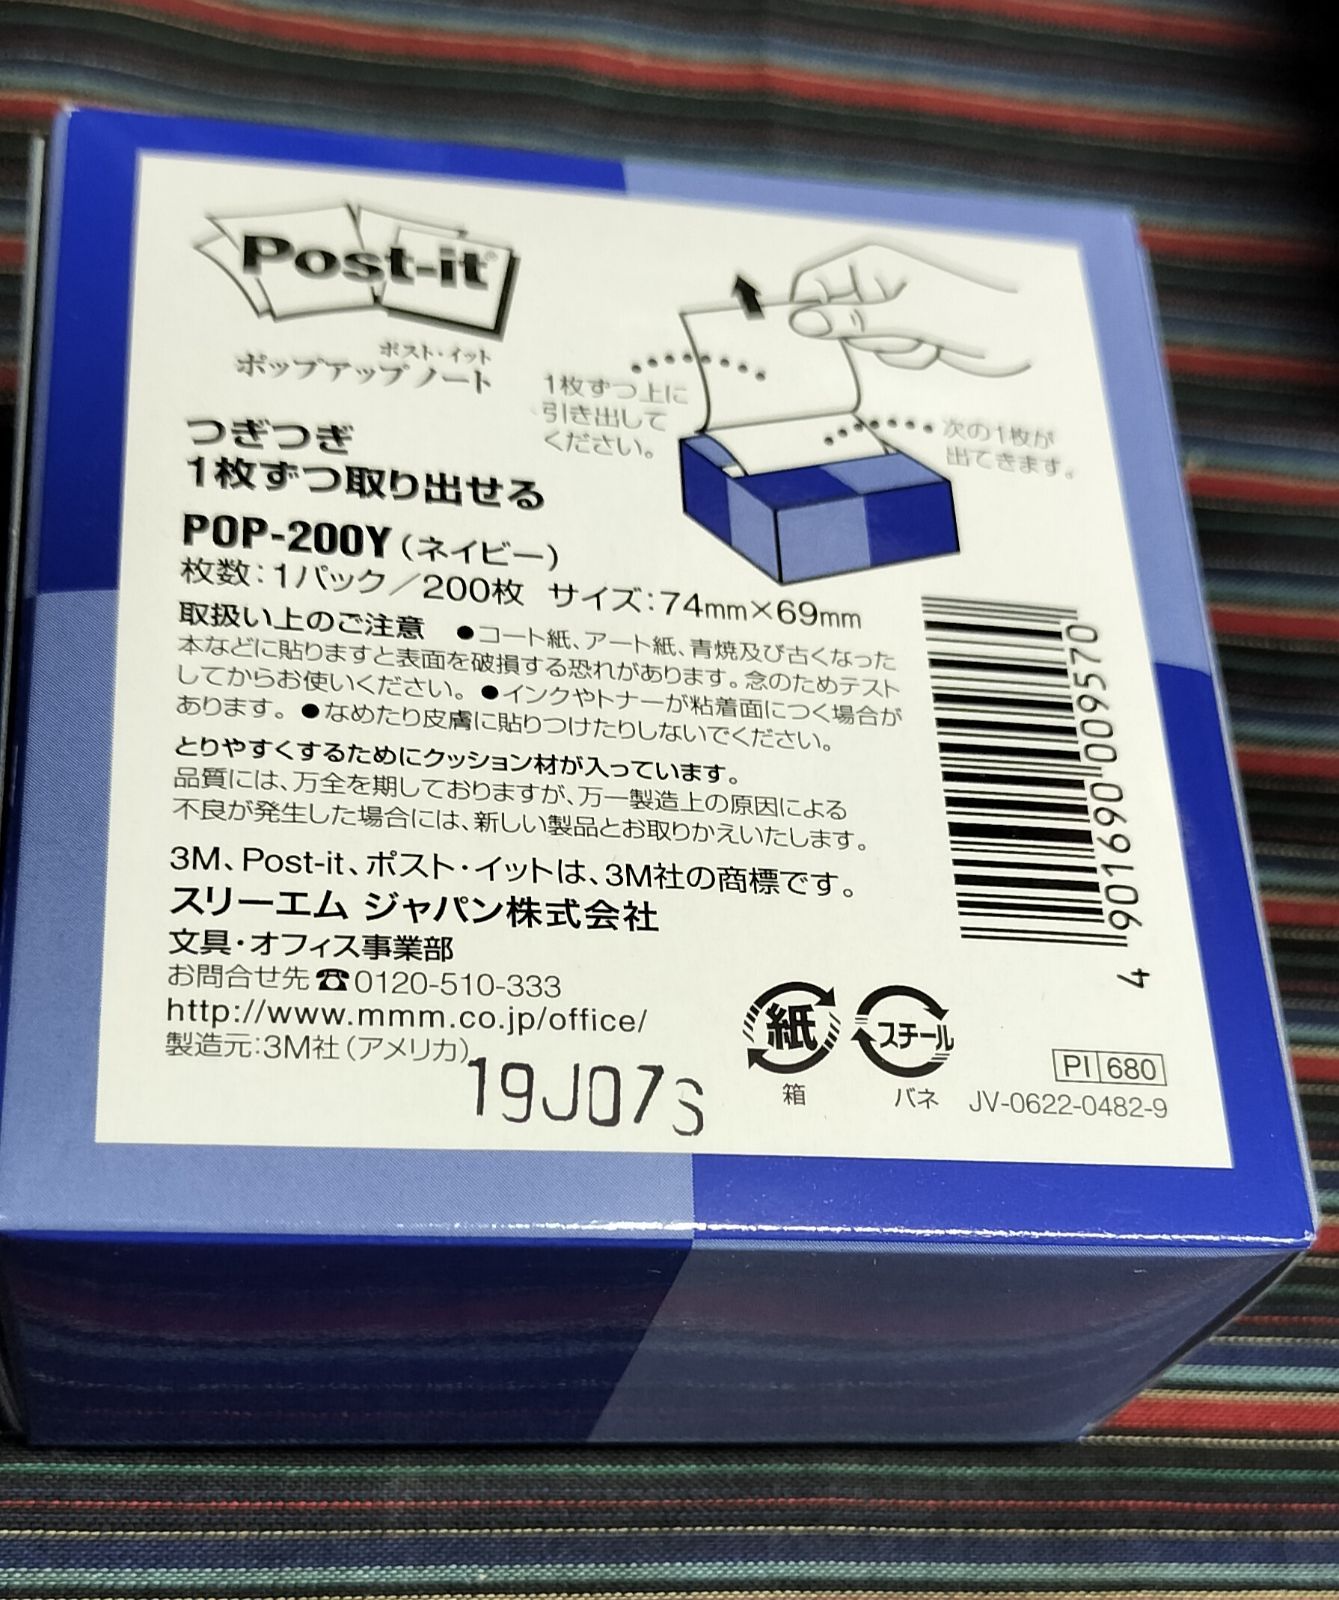 Post-it®
ポスト・イット
ポップアップ ノート
1枚ずつ上に
引き出して
ください。
次の1枚が
出てきます。
つぎつぎ
1枚ずつ取り出せる
POP-200Y（ネイビー）
枚数：1パック／200枚 サイズ：74mm×69mm
取扱い上のご注意 ●コート紙、アート紙、青焼及び古くなった
本などに貼りますと表面を破損する恐れがあります。念のためテスト
してからお使いください。●インクやトナーが粘着面につく場合が
あります。●なめたり皮膚に貼りつけたりしないでください。
とりやすくするためにクッション材が入っています。
品質には、万全を期しておりますが、万一製造上の原因による
不良が発生した場合には、新しい製品とお取りかえいたします。
3M、Post-it、ポスト・イットは、3M社の商標です。
スリーエム ジャパン株式会社
文具・オフィス事業部
お問合せ先☎0120-510-333
http://www.mmm.co.jp/office/
製造元：3M社（アメリカ）
19J07S
4 901690 009570
紙
箱
スチール
バネ
PI 680
JV-0622-0482-9